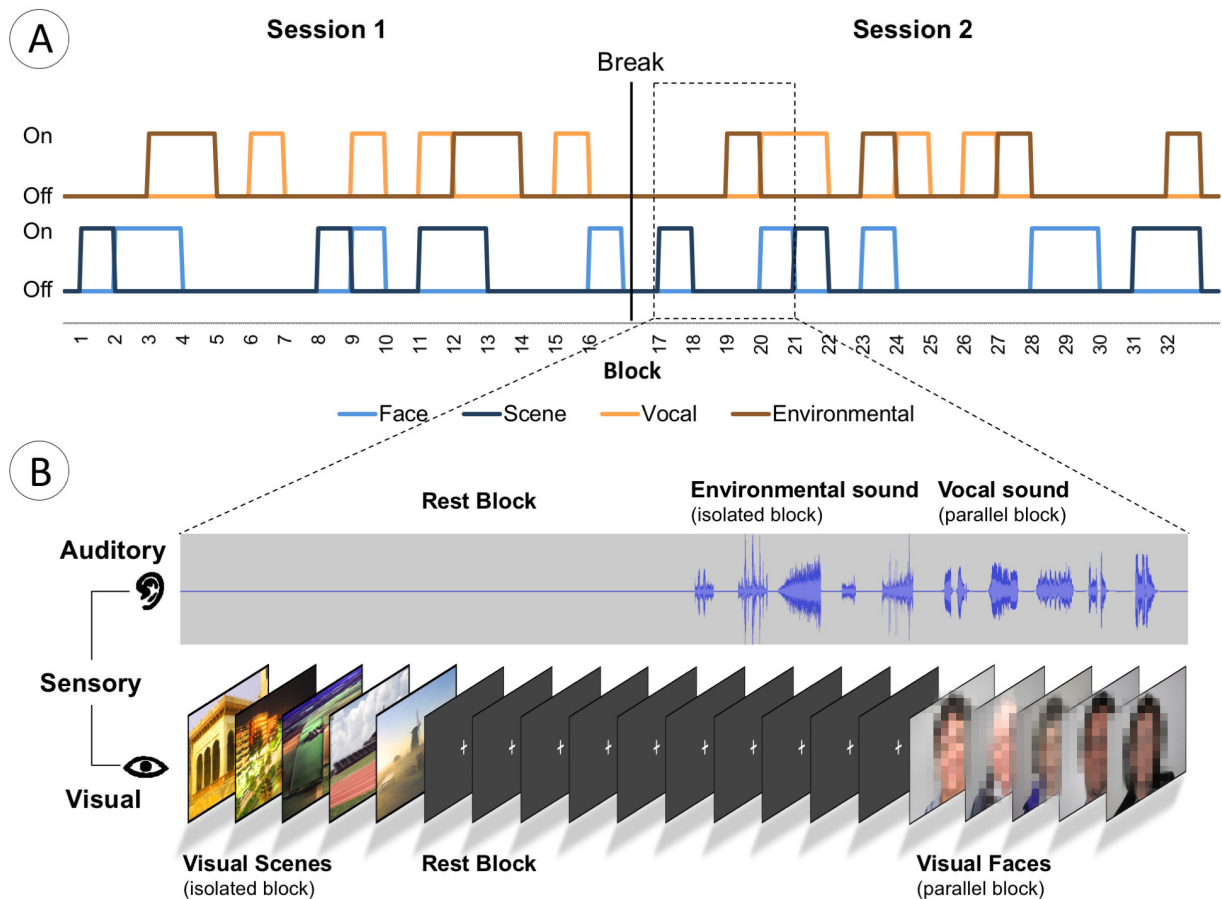 A
Session 1
Session 2
Break
On
Off
On
Off
1 2 3 4 5 6 7 8 9 10 11 12 13 14 15 16 17 18 19 20 21 22 23 24 25 26 27 28 29 30 31 32
Block
Face Scene Vocal Environmental
B
Rest Block
Environmental sound
(isolated block)
Vocal sound
(parallel block)
Auditory
Sensory
Visual
Visual Scenes
(isolated block)
Rest Block
Visual Faces
(parallel block)